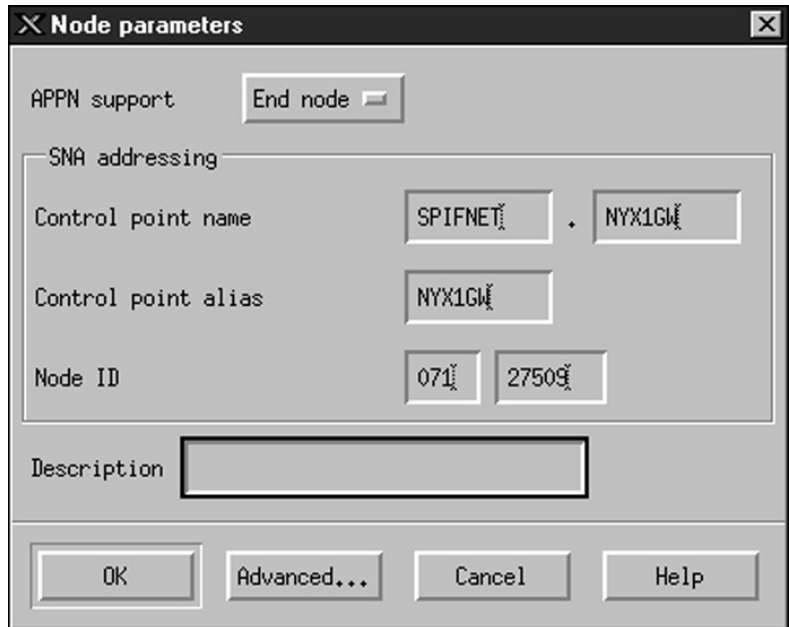 Node parameters
APPN support End node
SNA addressing
Control point name SPIFNET . NYX1GW
Control point alias NYX1GW
Node ID 071 27509
Description
OK Advanced... Cancel Help